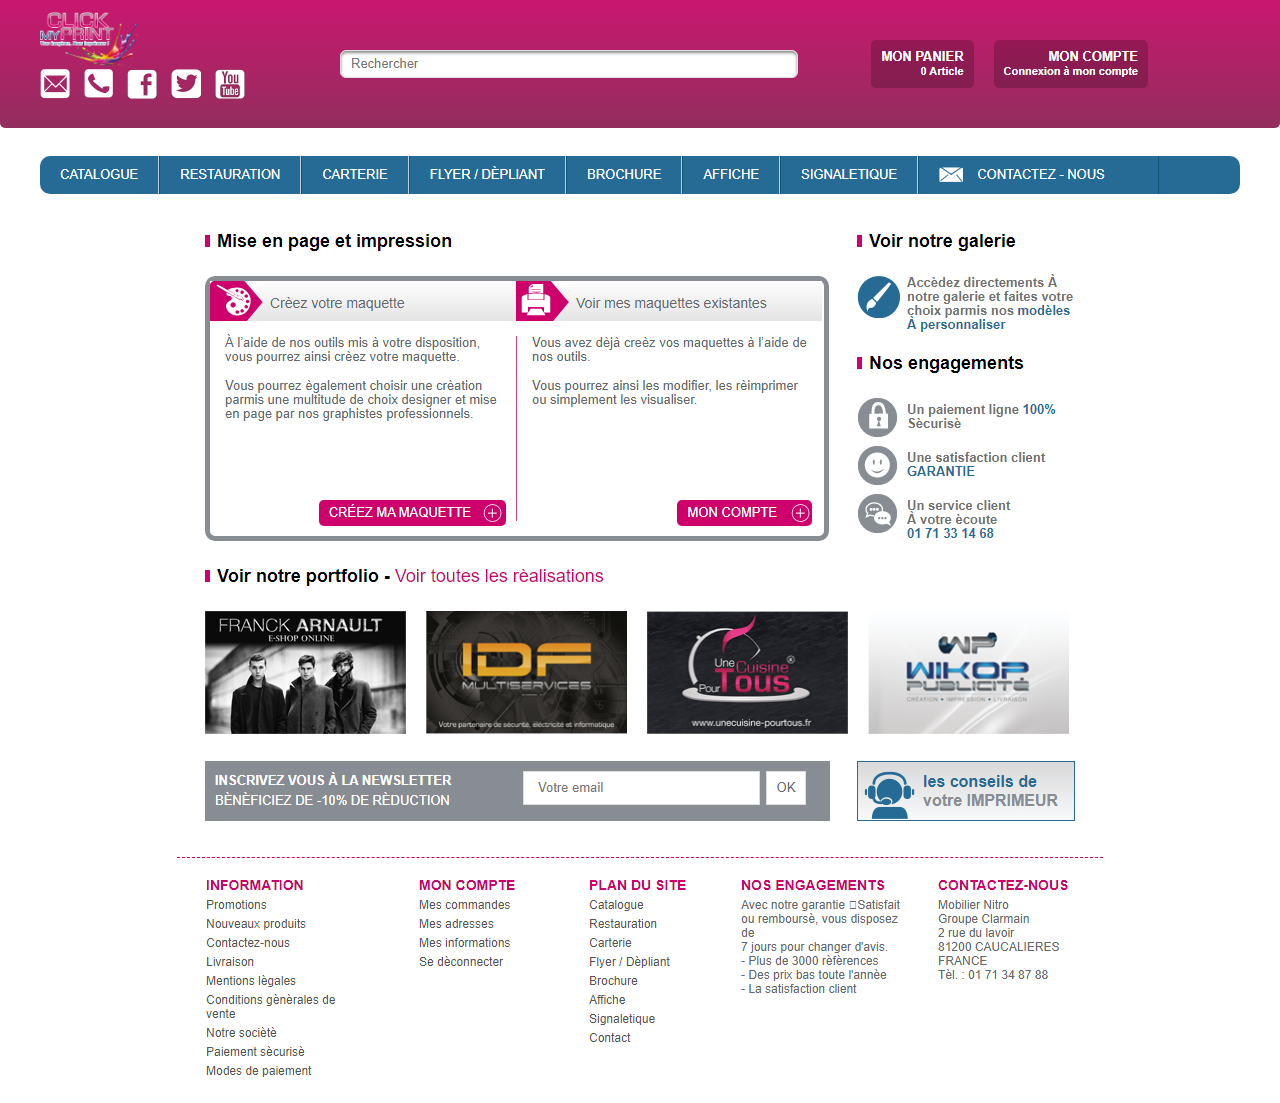 CLICK
MYPRINT
Rechercher
MON PANIER
0 Article
MON COMPTE
Connexion à mon compte
You
Tube
CATALOGUE
RESTAURATION
CARTERIE
FLYER / DÈPLIANT
BROCHURE
AFFICHE
SIGNALETIQUE
CONTACTEZ - NOUS
Mise en page et impression
Crèez votre maquette
À l'aide de nos outils mis à votre disposition,
vous pourrez ainsi crèez votre maquette.
Vous pourrez ègalement choisir une crèation
parmis une multitude de choix designer et mise
en page par nos graphistes professionnels.
CRÉEZ MA MAQUETTE
Voir mes maquettes existantes
Vous avez dèjà creèz vos maquettes à l'aide de
nos outils.
Vous pourrez ainsi les modifier, les rèimprimer
ou simplement les visualiser.
MON COMPTE
Voir notre galerie
Accèdez directements À
notre galerie et faites votre
choix parmis nos modèles
À personnaliser
Nos engagements
Un paiement ligne 100%
Sècurisè
Une satisfaction client
GARANTIE
Un service client
À votre ècoute
01 71 33 14 68
Voir notre portfolio - Voir toutes les rèalisations
FRANCK ARNAULT
E-SHOP ONLINE
IDF
MULTISERVICES
Votre partenaire de sécurité, électricité et informatique
Une Cuisine
Pour Tous
www.unecuisine-pourtous.fr
WP
WIKOP
PUBLICITÉ
CRÉATION • IMPRESSION • LIVRAISON
INSCRIVEZ VOUS À LA NEWSLETTER
BÈNÈFICIEZ DE -10% DE RÈDUCTION
Votre email
OK
les conseils de
votre IMPRIMEUR
INFORMATION
Promotions
Nouveaux produits
Contactez-nous
Livraison
Mentions lègales
Conditions gènèrales de
vente
Notre sociètè
Paiement sècurisè
Modes de paiement
MON COMPTE
Mes commandes
Mes adresses
Mes informations
Se dèconnecter
PLAN DU SITE
Catalogue
Restauration
Carterie
Flyer / Dèpliant
Brochure
Affiche
Signaletique
Contact
NOS ENGAGEMENTS
Avec notre garantie Satisfait
ou remboursè, vous disposez
de
7 jours pour changer d'avis.
- Plus de 3000 rèfèrences
- Des prix bas toute l'annèe
- La satisfaction client
CONTACTEZ-NOUS
Mobilier Nitro
Groupe Clarmain
2 rue du lavoir
81200 CAUCALIERES
FRANCE
Tèl. : 01 71 34 87 88